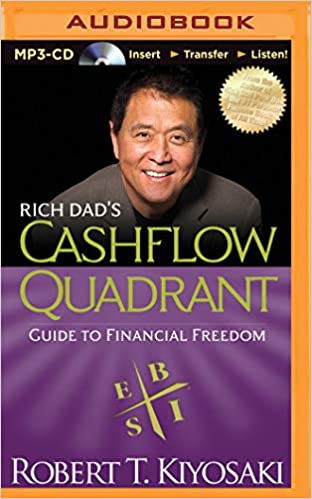 AUDIOBOOK
MP3-CD Insert ► Transfer ► Listen!
RICH DAD'S
CASHFLOW
QUADRANT
GUIDE TO FINANCIAL FREEDOM
E B
S I
ROBERT T. KIYOSAKI